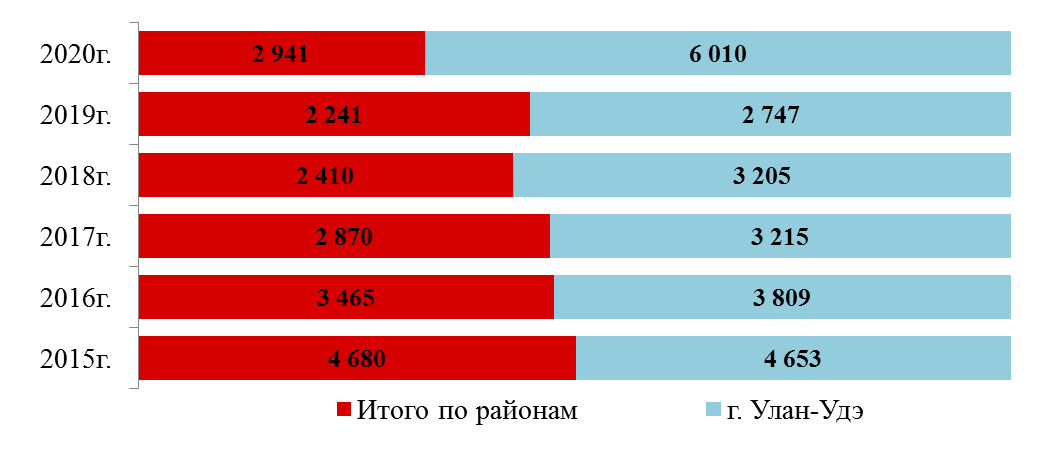 2020г. 2 941 6 010
2019г. 2 241 2 747
2018г. 2 410 3 205
2017г. 2 870 3 215
2016г. 3 465 3 809
2015г. 4 680 4 653
Итого по районам г. Улан-Удэ